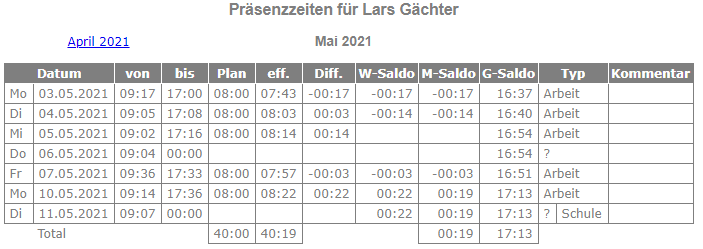 Präsenzzeiten für Lars Gächter
April 2021 Mai 2021
Datum von bis Plan eff. Diff. W-Saldo M-Saldo G-Saldo Typ Kommentar
Mo 03.05.2021 09:17 17:00 08:00 07:43 -00:17 -00:17 -00:17 16:37 Arbeit
Di 04.05.2021 09:05 17:08 08:00 08:03 00:03 -00:14 -00:14 16:40 Arbeit
Mi 05.05.2021 09:02 17:16 08:00 08:14 00:14 16:54 Arbeit
Do 06.05.2021 09:04 00:00 16:54 ?
Fr 07.05.2021 09:36 17:33 08:00 07:57 -00:03 -00:03 -00:03 16:51 Arbeit
Mo 10.05.2021 09:14 17:36 08:00 08:22 00:22 00:22 00:19 17:13 Arbeit
Di 11.05.2021 09:07 00:00 00:22 00:19 17:13 ? Schule
Total 40:00 40:19 00:19 17:13